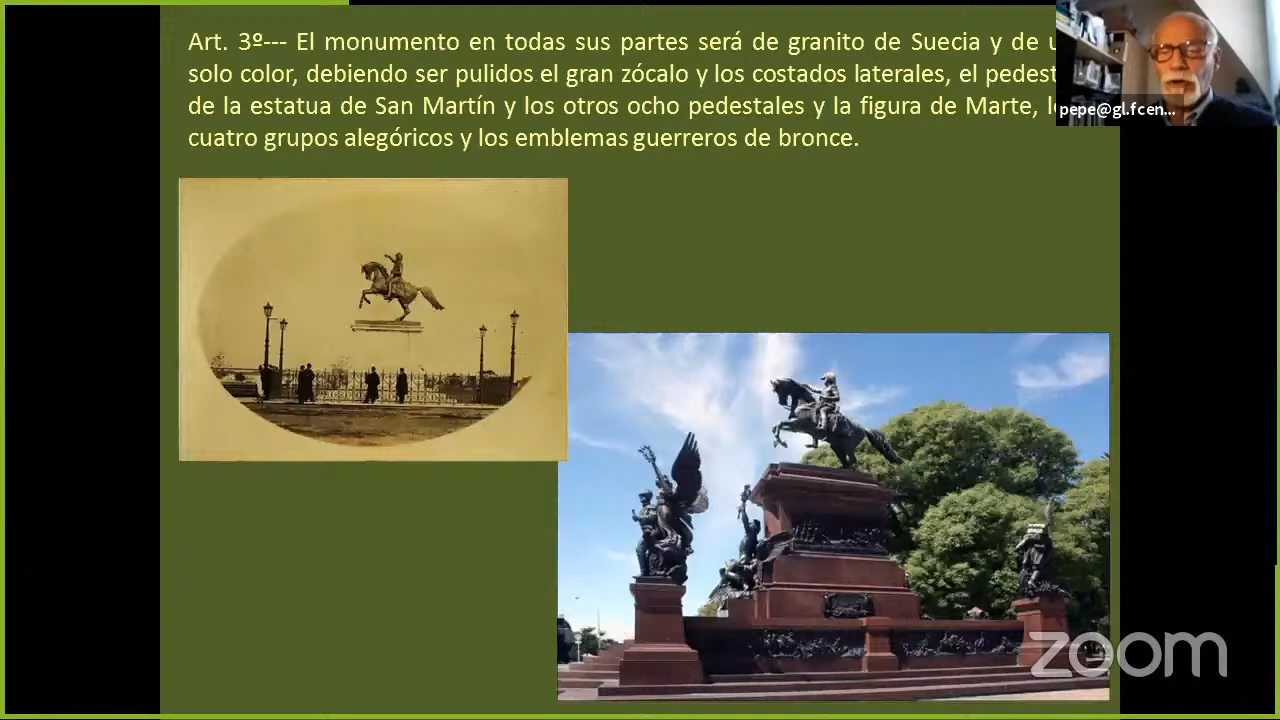 Art. 3º--- El monumento en todas sus partes será de granito de Suecia y de
solo color, debiendo ser pulidos el gran zócalo y los costados laterales, el
de la estatua de San Martín y los otros ocho pedestales y la figura de Marte,
cuatro grupos alegóricos y los emblemas guerreros de bronce.
pepe@gl.fcen...
zoom